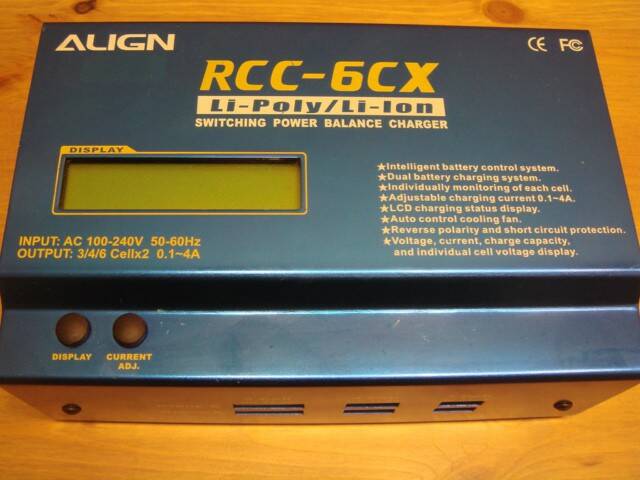 ALIGN
CE FC
RCC-6CX
Li-Poly/Li-Ion
SWITCHING POWER BALANCE CHARGER
DISPLAY
★Intelligent battery control system.
★Dual battery charging system.
★Individually monitoring of each cell.
★Adjustable charging current 0.1~4A.
★LCD charging status display.
★Auto control cooling fan.
★Reverse polarity and short circuit protection.
★Voltage, current, charge capacity,
and individual cell voltage display.
INPUT: AC 100-240V 50-60Hz
OUTPUT: 3/4/6 Cellx2 0.1~4A
DISPLAY
CURRENT
ADJ.